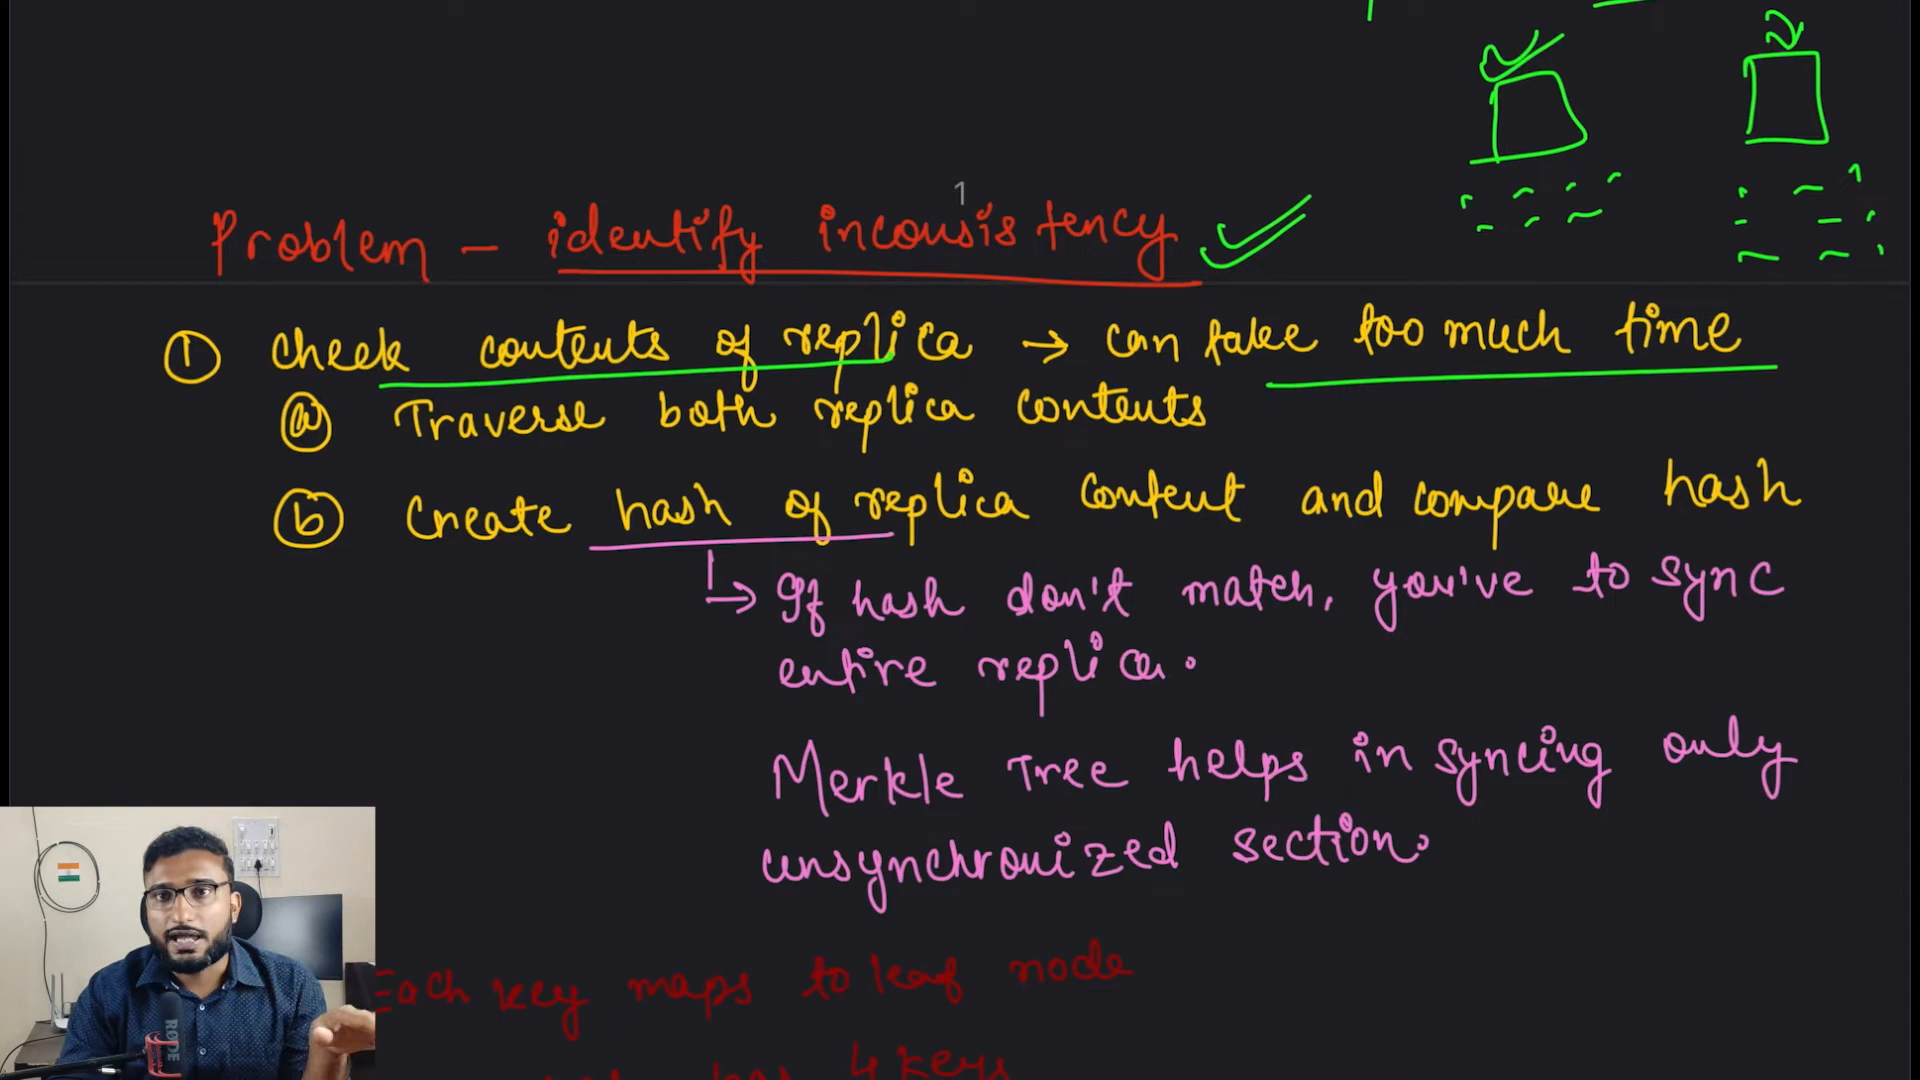 Problem - identify inconsistency
1 Check contents of replica → can take too much time
a Traverse both replica contents
b Create hash of replica content and compare hash
↳ If hash don't match, you've to sync
entire replica.
Merkle Tree helps in syncing only
unsynchronized section.
Each key maps to leaf node
has 4 keys
RØDE